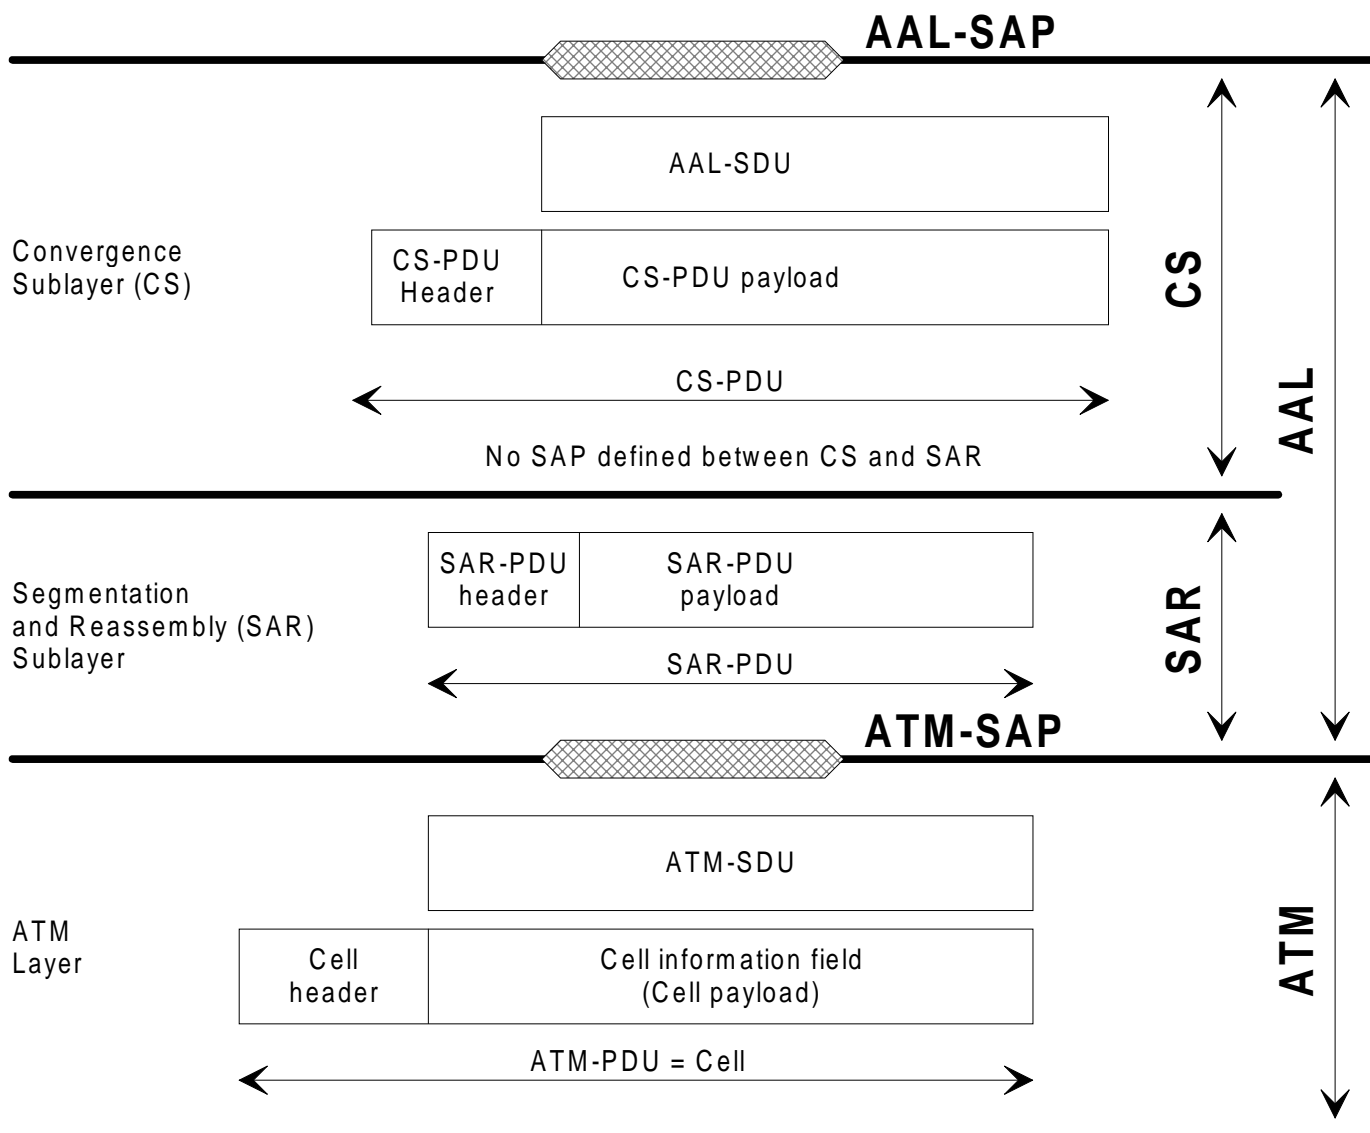 AAL-SAP
AAL-SDU
Convergence
Sublayer (CS)
CS-PDU
Header
CS-PDU payload
CS
CS-PDU
AAL
No SAP defined between CS and SAR
SAR-PDU
header
SAR-PDU
payload
Segmentation
and Reassembly (SAR)
Sublayer
SAR
SAR-PDU
ATM-SAP
ATM-SDU
ATM
Layer
Cell
header
Cell information field
(Cell payload)
ATM
ATM-PDU = Cell